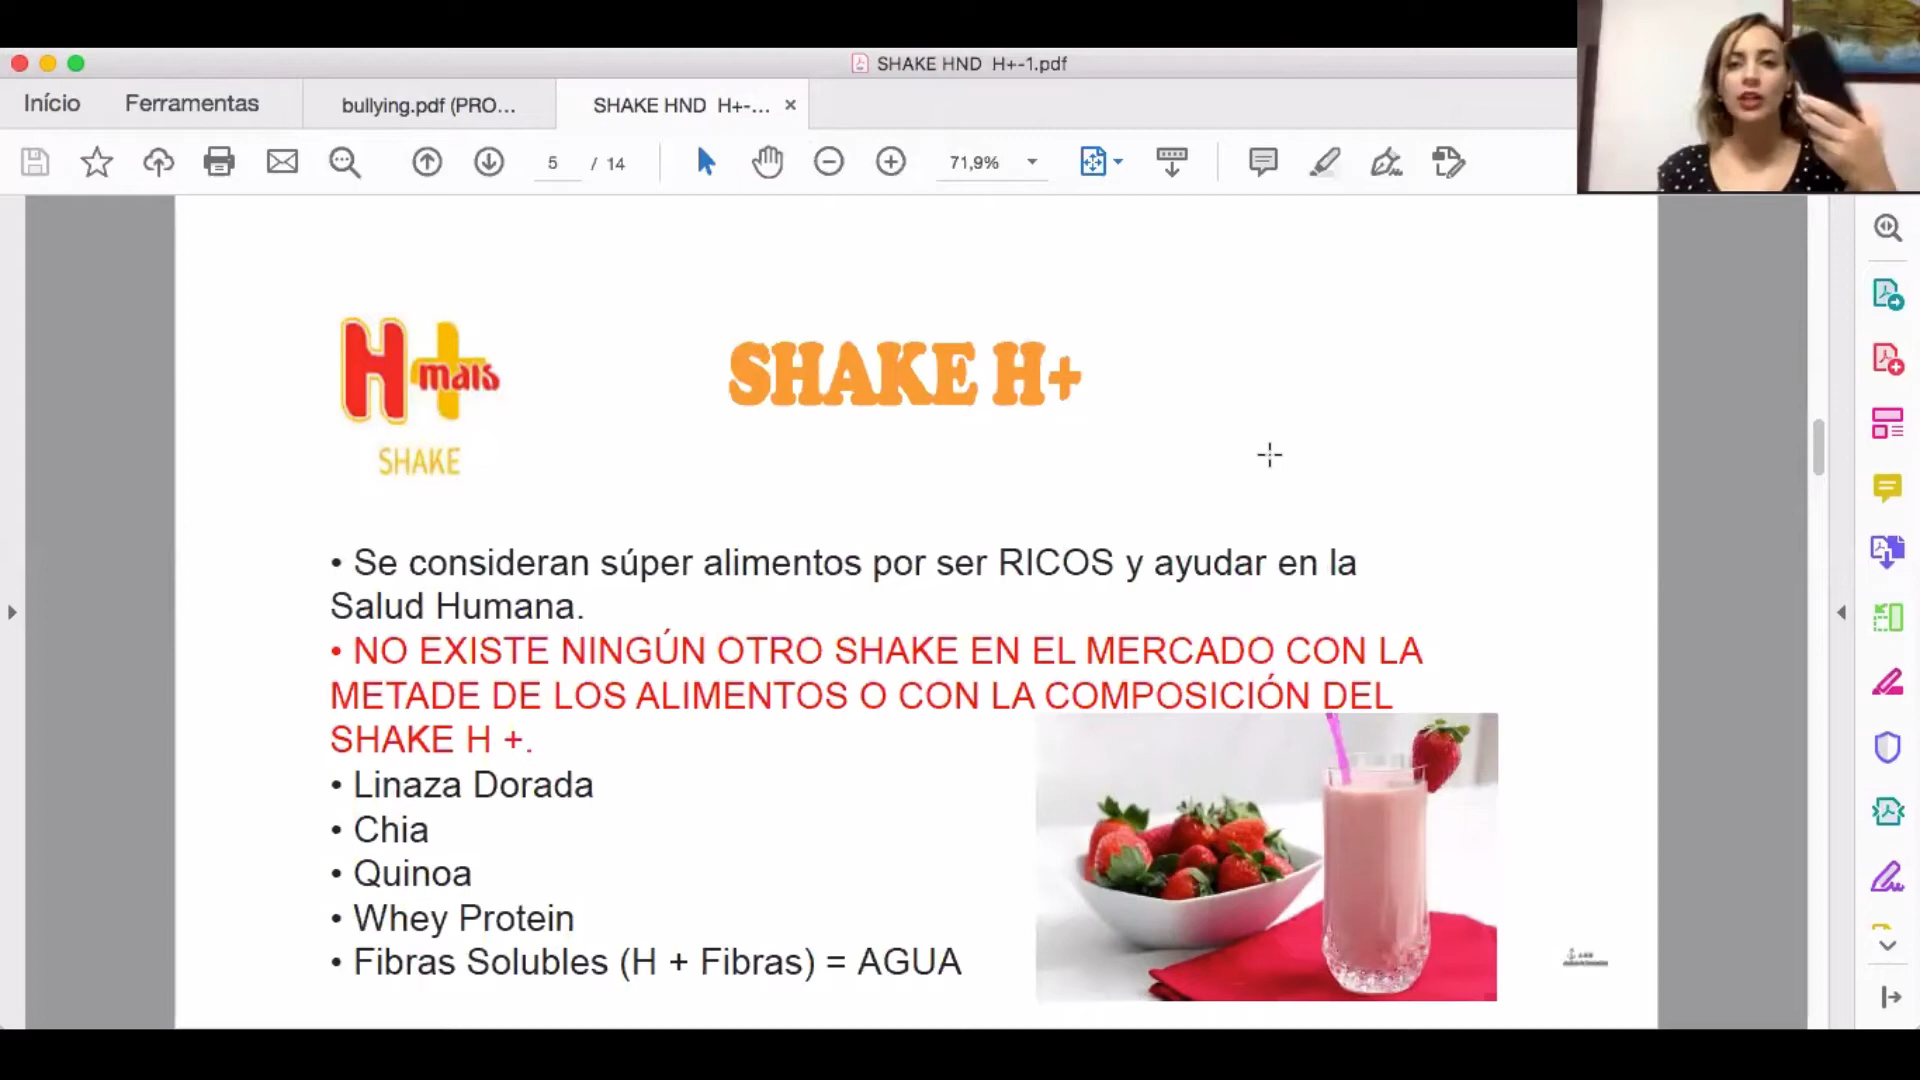 SHAKE HND H+-1.pdf
Início
Ferramentas
bullying.pdf (PRO...
SHAKE HND H+-...
5
/ 14
71,9%
H+
mais
SHAKE
SHAKE H+
• Se consideran súper alimentos por ser RICOS y ayudar en la
Salud Humana.
• NO EXISTE NINGÚN OTRO SHAKE EN EL MERCADO CON LA
METADE DE LOS ALIMENTOS O CON LA COMPOSICIÓN DEL
SHAKE H +.
• Linaza Dorada
• Chia
• Quinoa
• Whey Protein
• Fibras Solubles (H + Fibras) = AGUA